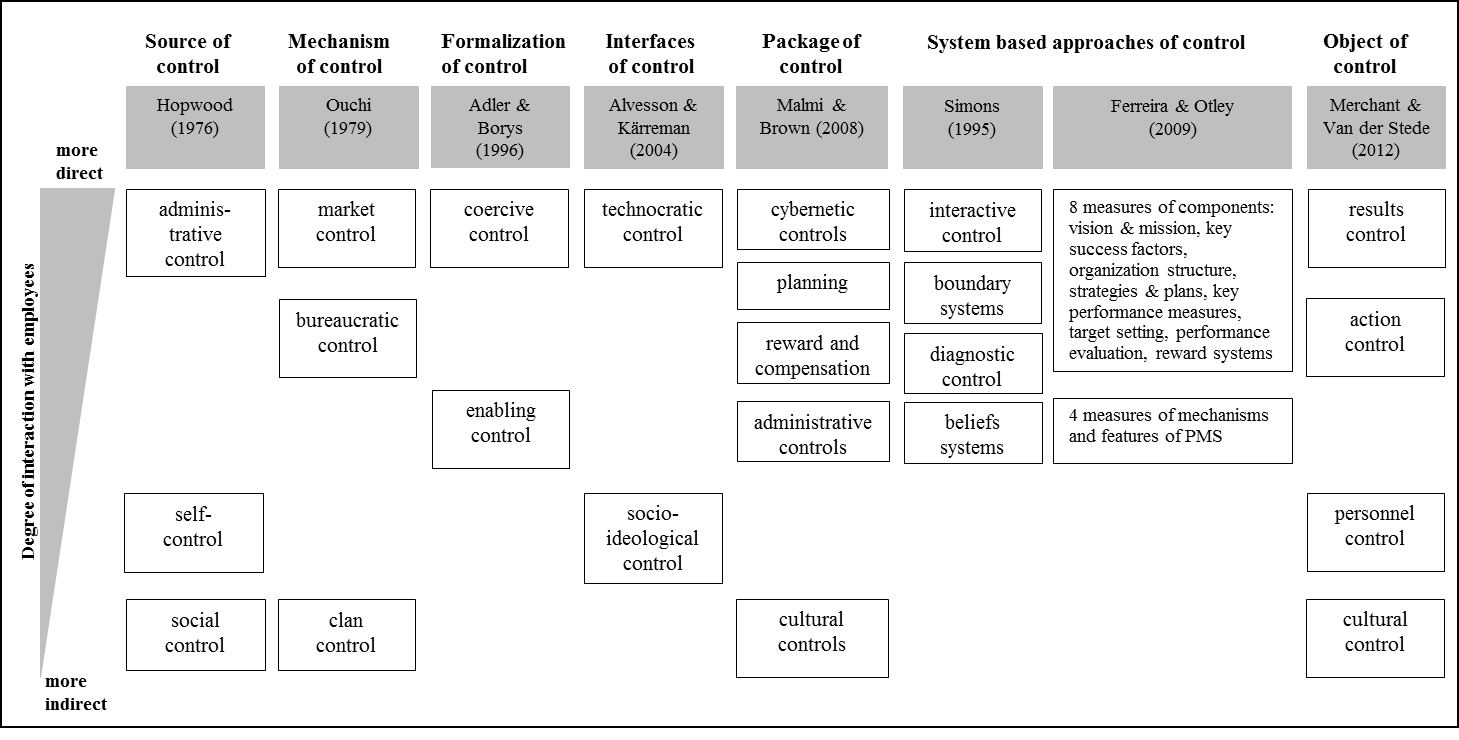 Source of
control
Mechanism
of control
Formalization
of control
Interfaces
of control
Package of
control
System based approaches of control
Object of
control
Hopwood
(1976)
Ouchi
(1979)
Adler &
Borys
(1996)
Alvesson &
Kärreman
(2004)
Malmi &
Brown (2008)
Simons
(1995)
Ferreira & Otley
(2009)
Merchant &
Van der Stede
(2012)
more
direct
Degree of interaction with employees
more
indirect
adminis-
trative
control
self-
control
social
control
market
control
bureaucratic
control
clan
control
coercive
control
enabling
control
technocratic
control
socio-
ideological
control
cybernetic
controls
planning
reward and
compensation
administrative
controls
cultural
controls
interactive
control
boundary
systems
diagnostic
control
beliefs
systems
8 measures of components:
vision & mission, key
success factors,
organization structure,
strategies & plans, key
performance measures,
target setting, performance
evaluation, reward systems
4 measures of mechanisms
and features of PMS
results
control
action
control
personnel
control
cultural
control